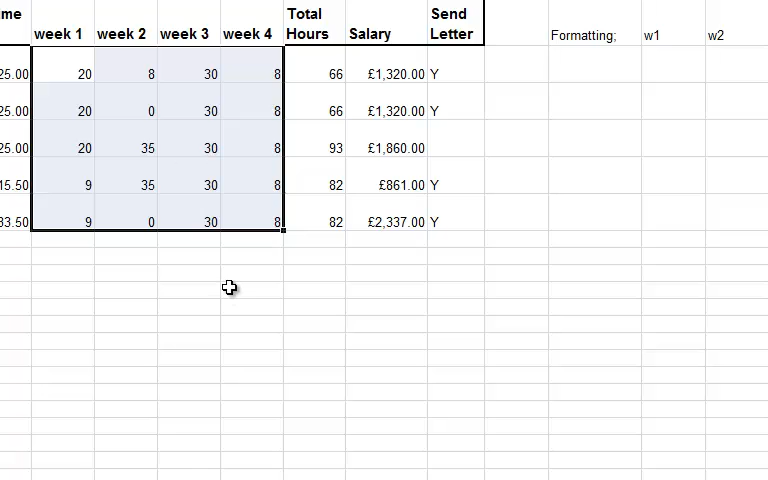 me Total Send
week 1 week 2 week 3 week 4 Hours Salary Letter Formatting; w1 w2
25.00 20 8 30 8 66 £1,320.00 Y
25.00 20 0 30 8 66 £1,320.00 Y
25.00 20 35 30 8 93 £1,860.00
15.50 9 35 30 8 82 £861.00 Y
33.50 9 0 30 8 82 £2,337.00 Y